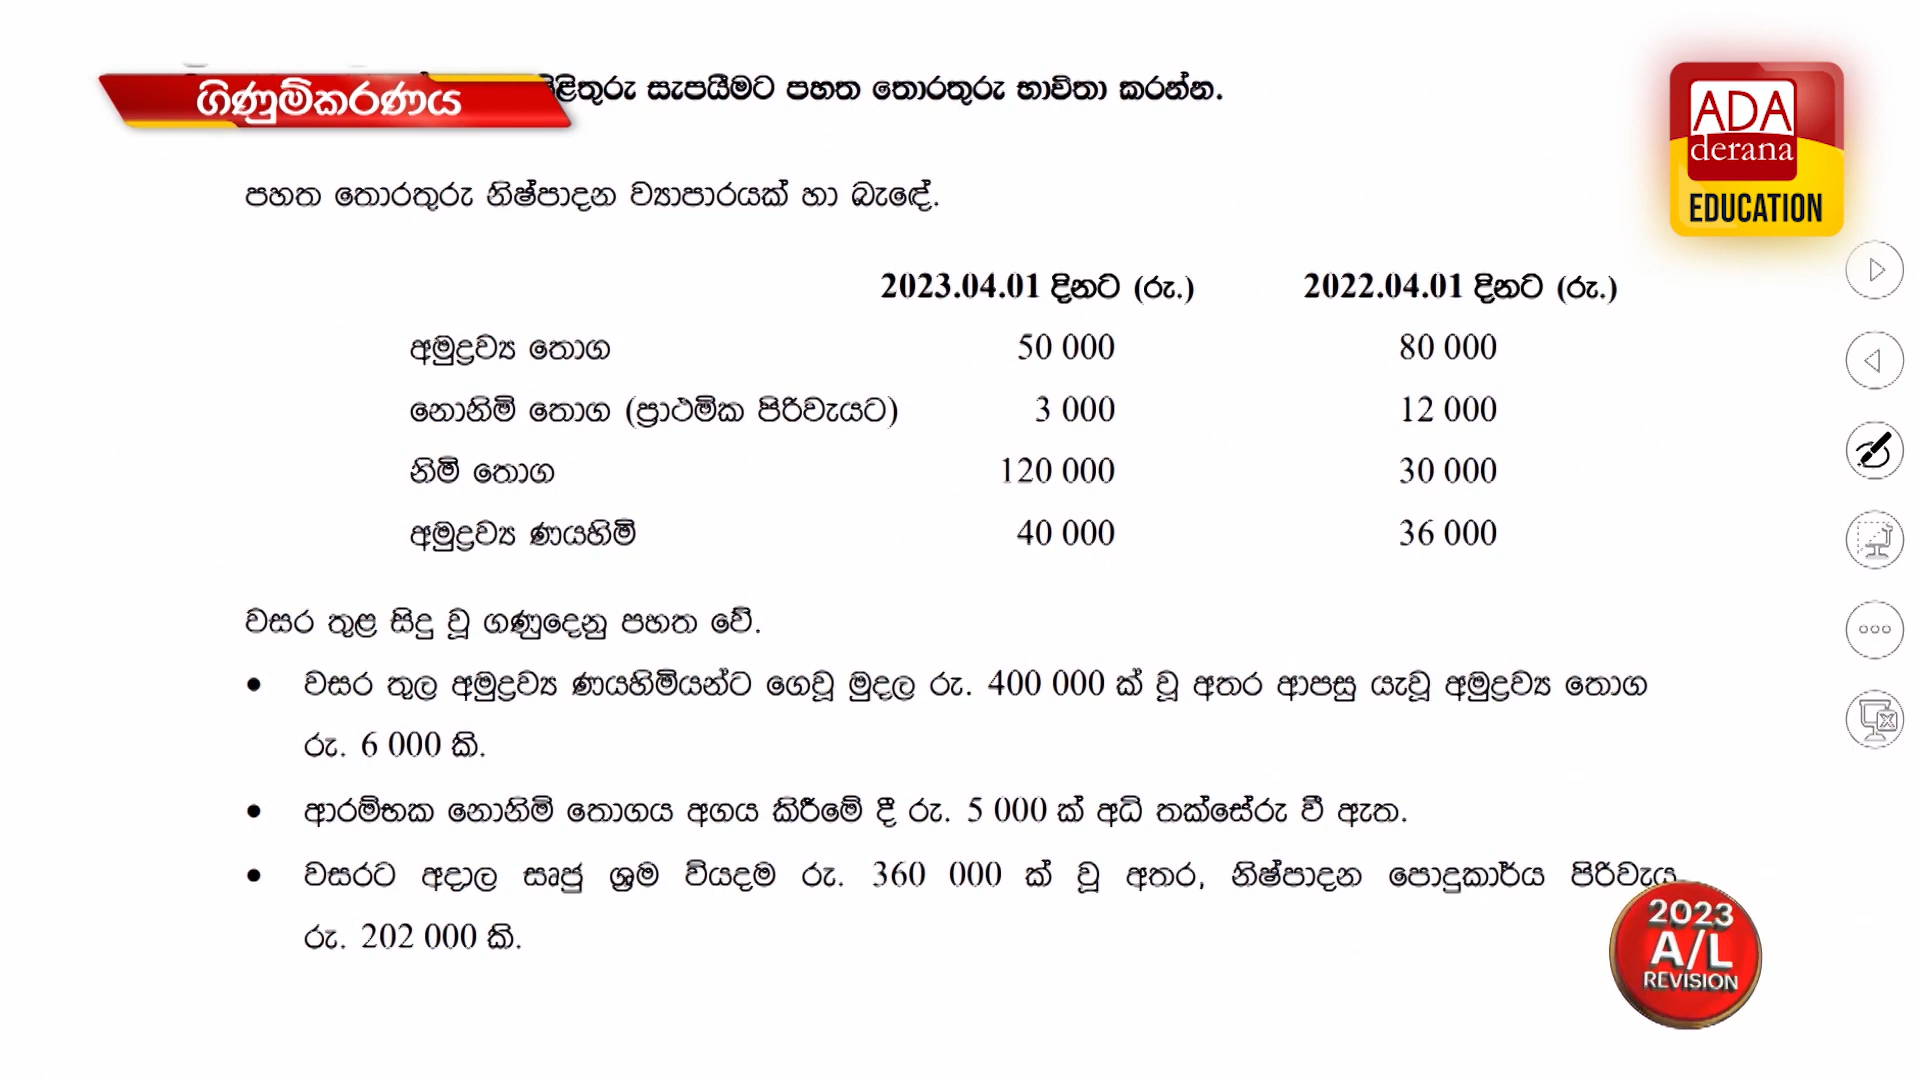 ගිණුම්කරණය
පිළිතුරු සැපයීමට පහත තොරතුරු භාවිතා කරන්න.
ADA
derana
EDUCATION
පහත තොරතුරු නිෂ්පාදන ව්‍යාපාරයක් හා බැඳේ.
2023.04.01 දිනට (රු.) 2022.04.01 දිනට (රු.)
අමුද්‍රව්‍ය තොග 50 000 80 000
නොනිමි තොග (ප්‍රාථමික පිරිවැයට) 3 000 12 000
නිමි තොග 120 000 30 000
අමුද්‍රව්‍ය ණයහිමි 40 000 36 000
වසර තුළ සිදු වූ ගණුදෙනු පහත වේ.
• වසර තුල අමුද්‍රව්‍ය ණයහිමියන්ට ගෙවූ මුදල රු. 400 000 ක් වූ අතර ආපසු යැවූ අමුද්‍රව්‍ය තොග
රු. 6 000 කි.
• ආරම්භක නොනිමි තොගය අගය කිරීමේ දී රු. 5 000 ක් අධි තක්සේරු වී ඇත.
• වසරට අදාල සෘජු ශ්‍රම වියදම රු. 360 000 ක් වූ අතර, නිෂ්පාදන පොදුකාර්ය පිරිවැය
රු. 202 000 කි.
2023
A/L
REVISION